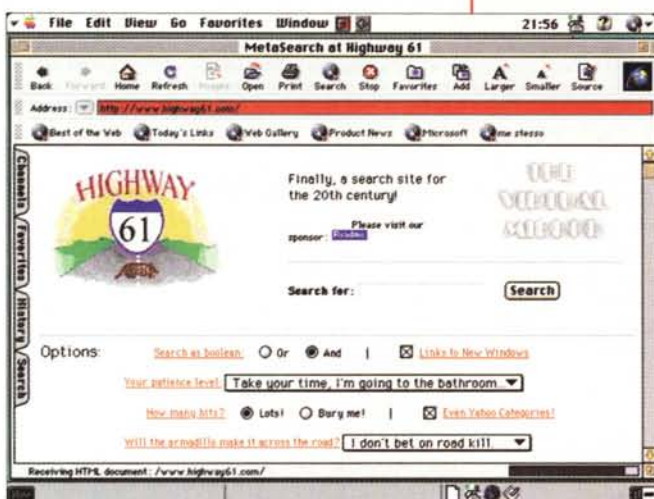 File Edit View Go Favorites Window 21:56
MetaSearch at Highway 61
Back Forward Home Refresh Images Open Print Search Stop Favorites Add Larger Smaller Source
Address: http://www.highway61.com/
Best of the Web Today's Links Web Gallery Product News Microsoft me stesso
Channels
Favorites
History
Search
HIGHWAY
61
Finally, a search site for
the 20th century!
Please visit our
sponsor:
THE
VIRTUAL
MIRROR
Search for: Search
Options:
Search as boolean: Or And | Links to New Windows
Your patience level: Take your time, I'm going to the bathroom.
How many hits? Lots! Bury me! | Even Yahoo Categories!
Will the armadillo make it across the road? I don't bet on road kill.
Receiving HTML document: /www.highway61.com/